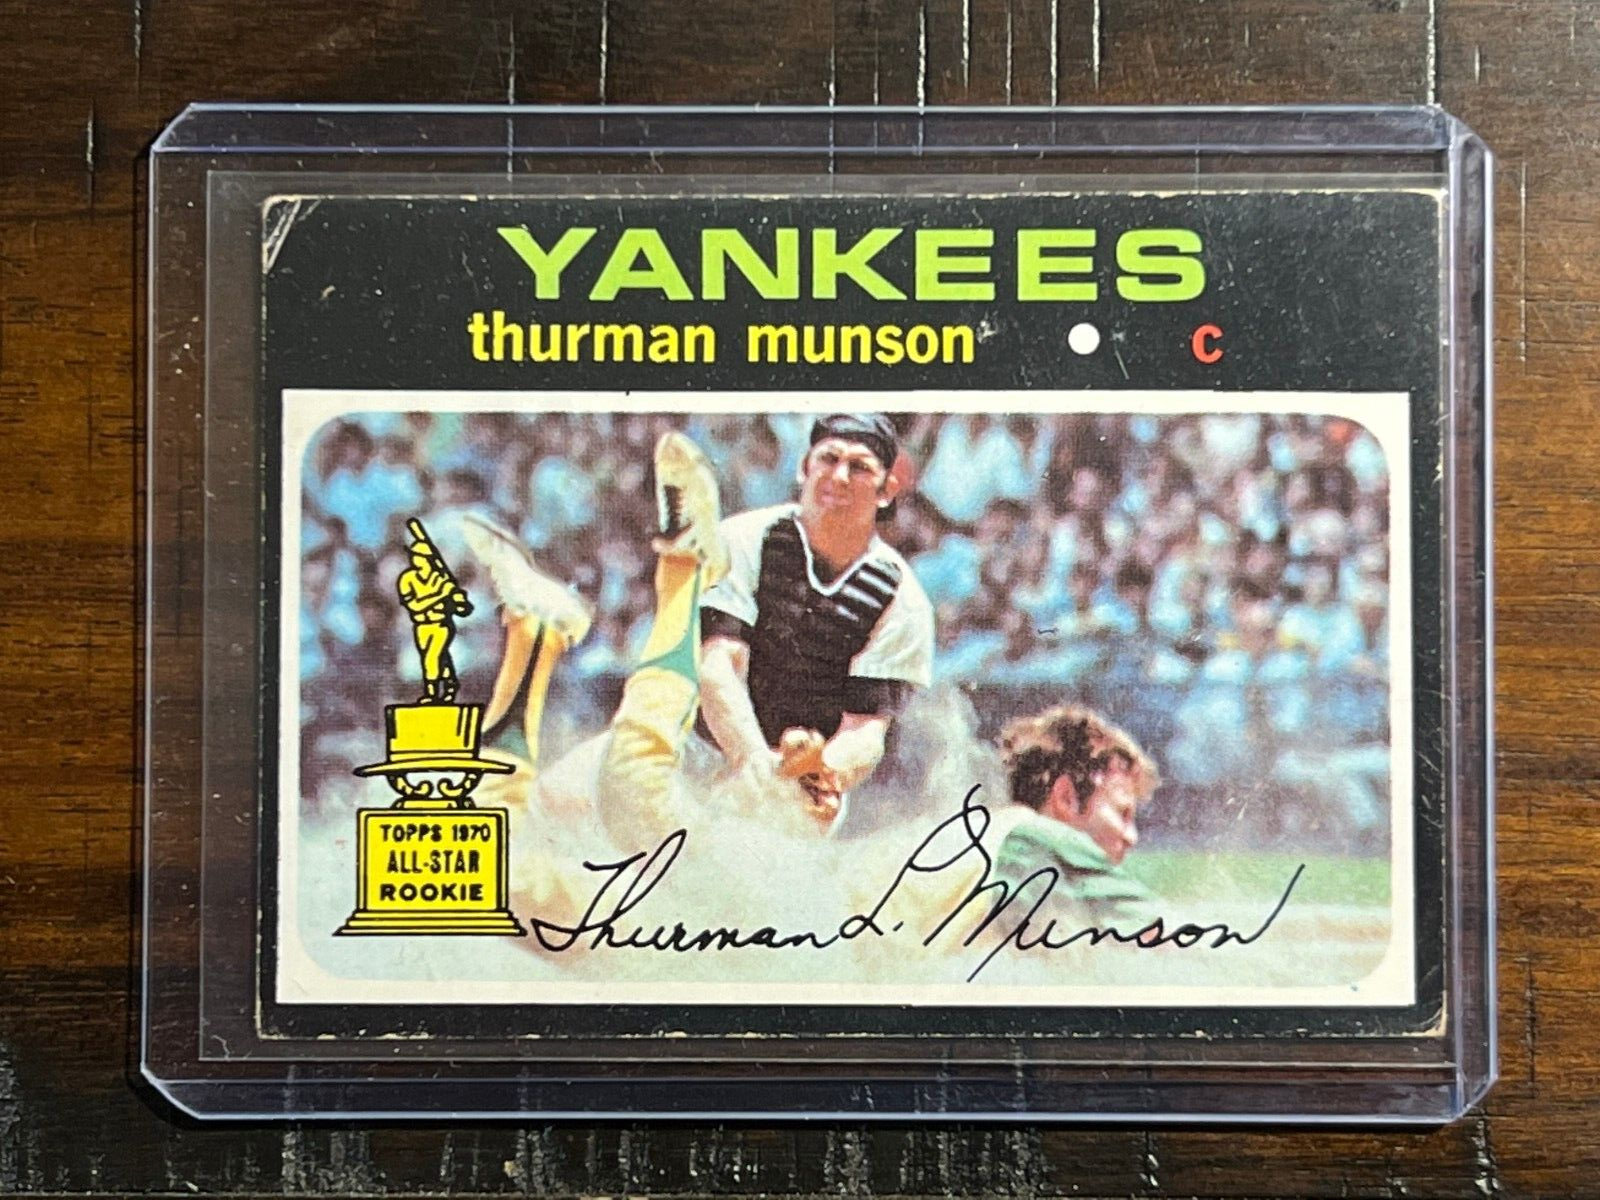 YANKEES
thurman munson • c
TOPPS 1970
ALL-STAR
ROOKIE
Thurman L. Munson